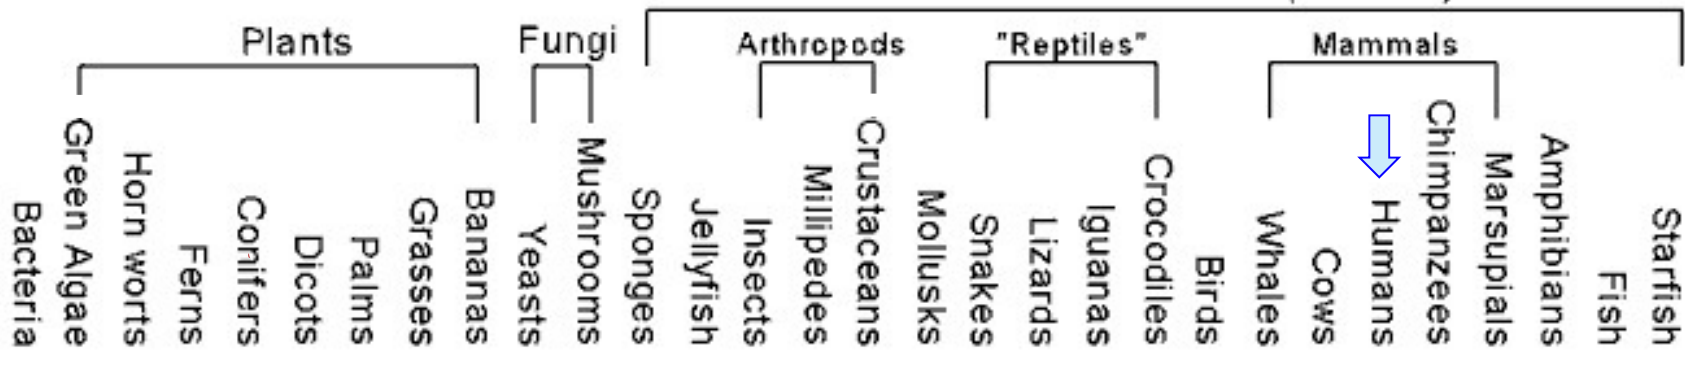 Plants
Fungi
Arthropods
"Reptiles"
Mammals
Bacteria
Green Algae
Horn worts
Ferns
Conifers
Dicots
Palms
Grasses
Bananas
Yeasts
Mushrooms
Sponges
Jellyfish
Insects
Millipedes
Crustaceans
Mollusks
Snakes
Lizards
Iguanas
Crocodiles
Birds
Whales
Cows
Humans
Chimpanzees
Marsupials
Amphibians
Fish
Starfish